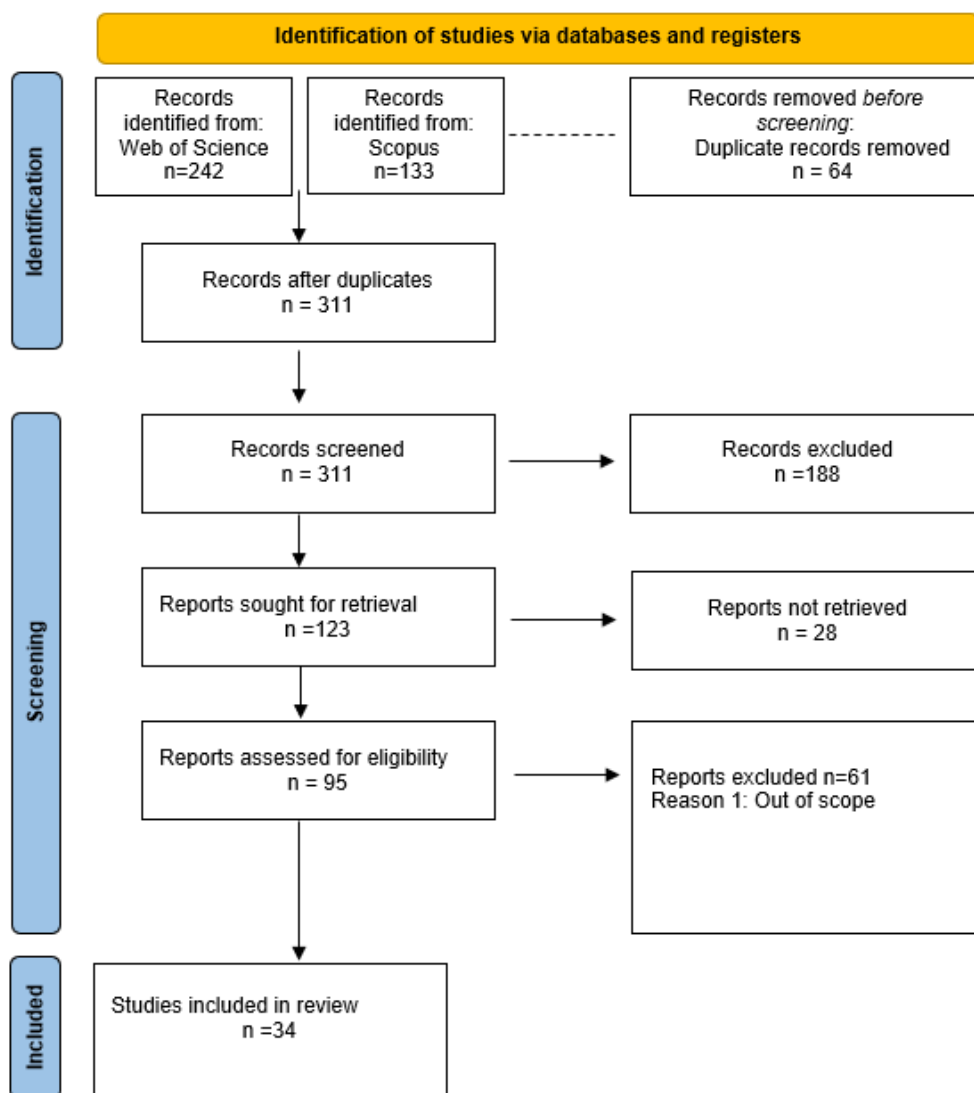 Identification of studies via databases and registers
Identification
Records
identified from:
Web of Science
n=242
Records
identified from:
Scopus
n=133
Records removed before
screening:
Duplicate records removed
n = 64
Records after duplicates
n = 311
Screening
Records screened
n = 311
Records excluded
n =188
Reports sought for retrieval
n =123
Reports not retrieved
n = 28
Reports assessed for eligibility
n = 95
Reports excluded n=61
Reason 1: Out of scope
Included
Studies included in review
n =34